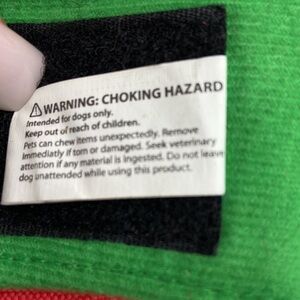 ⚠WARNING: CHOKING HAZARD
Intended for dogs only.
Keep out of reach of children.
Pets can chew items unexpectedly. Remove
immediatly if torn or damaged. Seek veterinary
attention if any material is ingested. Do not leave
dog unattended while using this product.